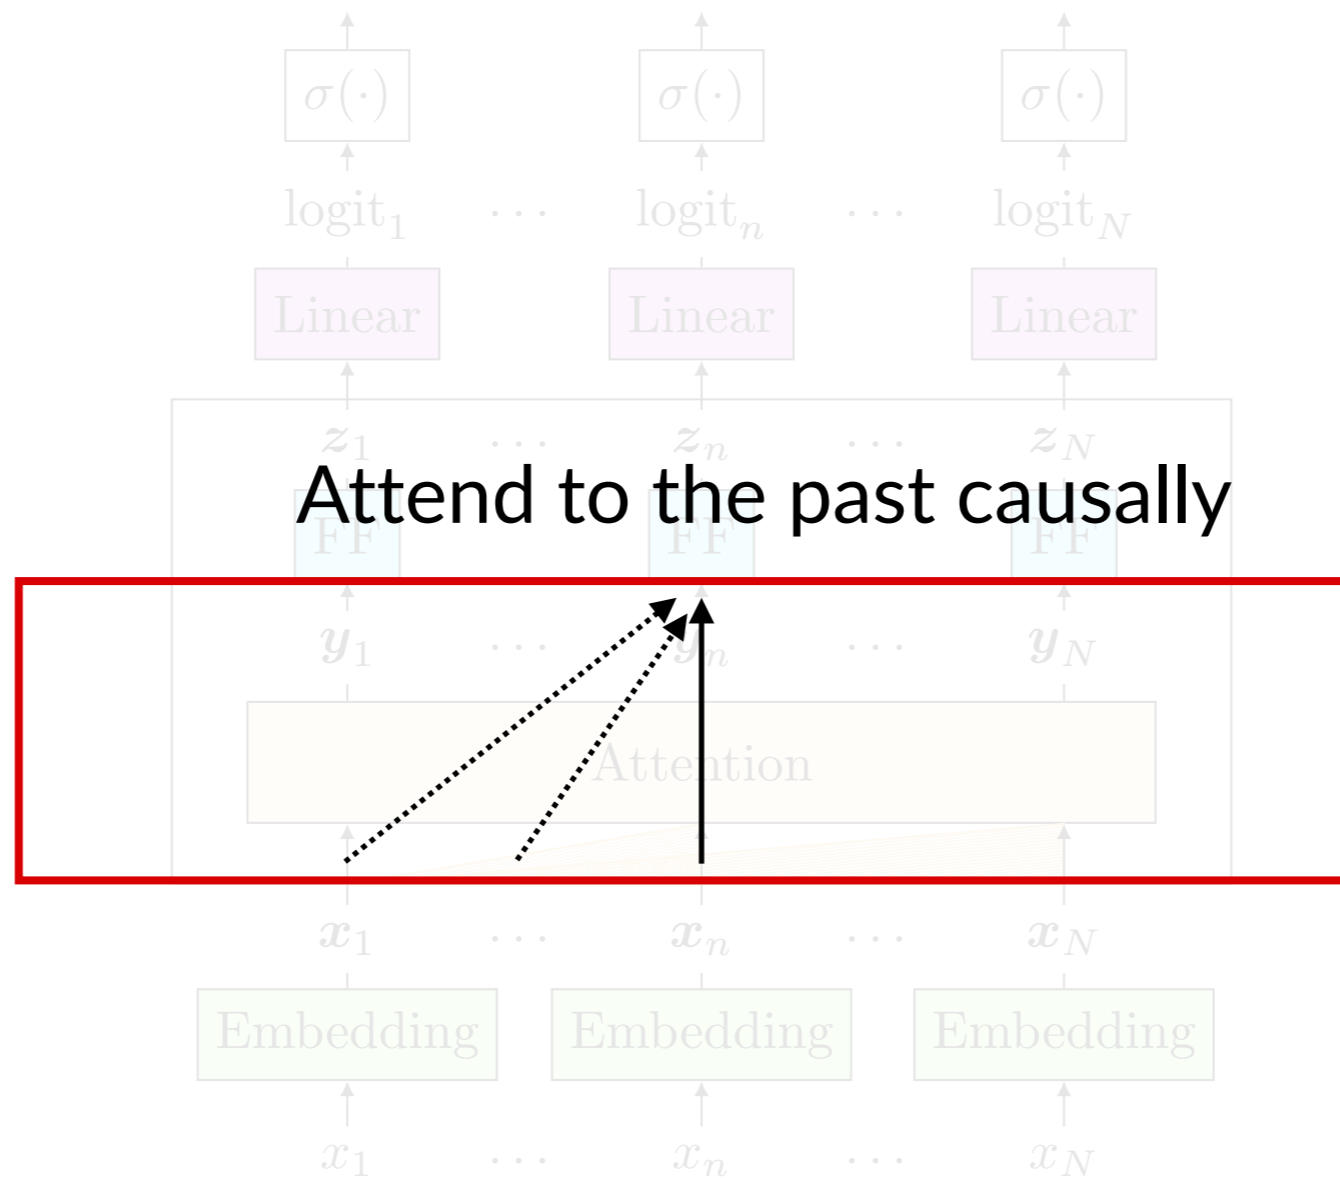 σ(·) σ(·) σ(·)
logit₁ ··· logitₙ ··· logit_N
Linear Linear Linear
z₁ ··· zₙ ··· z_N
Attend to the past causally
FF FF FF
y₁ ··· yₙ ··· y_N
Attention
x₁ ··· xₙ ··· x_N
Embedding Embedding Embedding
x₁ ··· xₙ ··· x_N